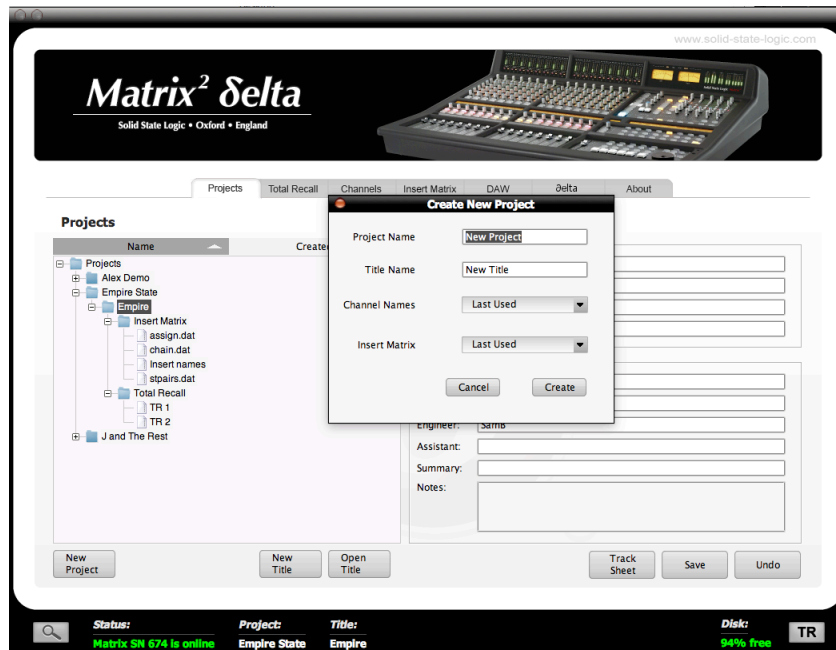 www.solid-state-logic.com
Matrix² δelta
Solid State Logic • Oxford • England
Projects
Total Recall
Channels
Insert Matrix
DAW
∂elta
About
Projects
Name
Create
Projects
Alex Demo
Empire State
Empire
Insert Matrix
assign.dat
chain.dat
Insert names
stpairs.dat
Total Recall
TR 1
TR 2
J and The Rest
Create New Project
Project Name
New Project
Title Name
New Title
Channel Names
Last Used
Insert Matrix
Last Used
Cancel
Create
Engineer:
SamB
Assistant:
Summary:
Notes:
New Project
New Title
Open Title
Track Sheet
Save
Undo
Status:
Matrix SN 674 is online
Project:
Empire State
Title:
Empire
Disk:
94% free
TR